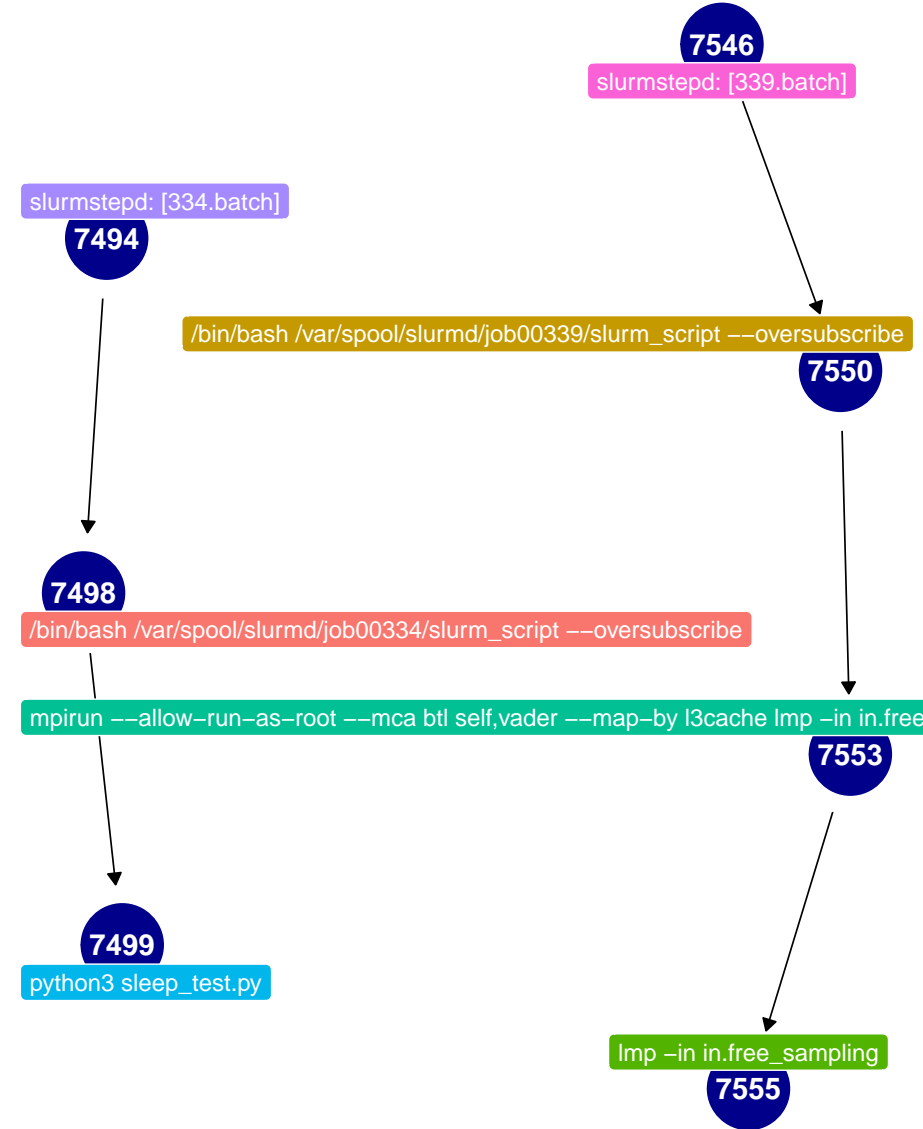 7546
slurmstepd: [339.batch]
slurmstepd: [334.batch]
7494
/bin/bash /var/spool/slurmd/job00339/slurm_script −−oversubscribe
7550
7498
/bin/bash /var/spool/slurmd/job00334/slurm_script −−oversubscribe
mpirun −−allow−run−as−root −−mca btl self,vader −−map−by l3cache lmp −in in.free
7553
7499
python3 sleep_test.py
lmp −in in.free_sampling
7555